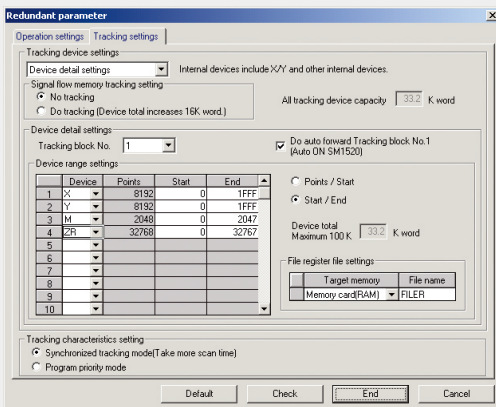 Redundant parameter
Operation settings Tracking settings
Tracking device settings
Device detail settings Internal devices include X/Y and other internal devices.
Signal flow memory tracking setting
No tracking
Do tracking (Device total increases 16K word.)
All tracking device capacity 33.2 K word
Device detail settings
Tracking block No. 1
Do auto forward Tracking block No.1
(Auto ON SM1520)
Device range settings
Device Points Start End
1 X 8192 0 1FFF
2 Y 8192 0 1FFF
3 M 2048 0 2047
4 ZR 32768 0 32767
5
6
7
8
9
10
Points / Start
Start / End
Device total
Maximum 100 K 33.2 K word
File register file settings
Target memory File name
Memory card(RAM) FILER
Tracking characteristics setting
Synchronized tracking mode(Take more scan time)
Program priority mode
Default Check End Cancel